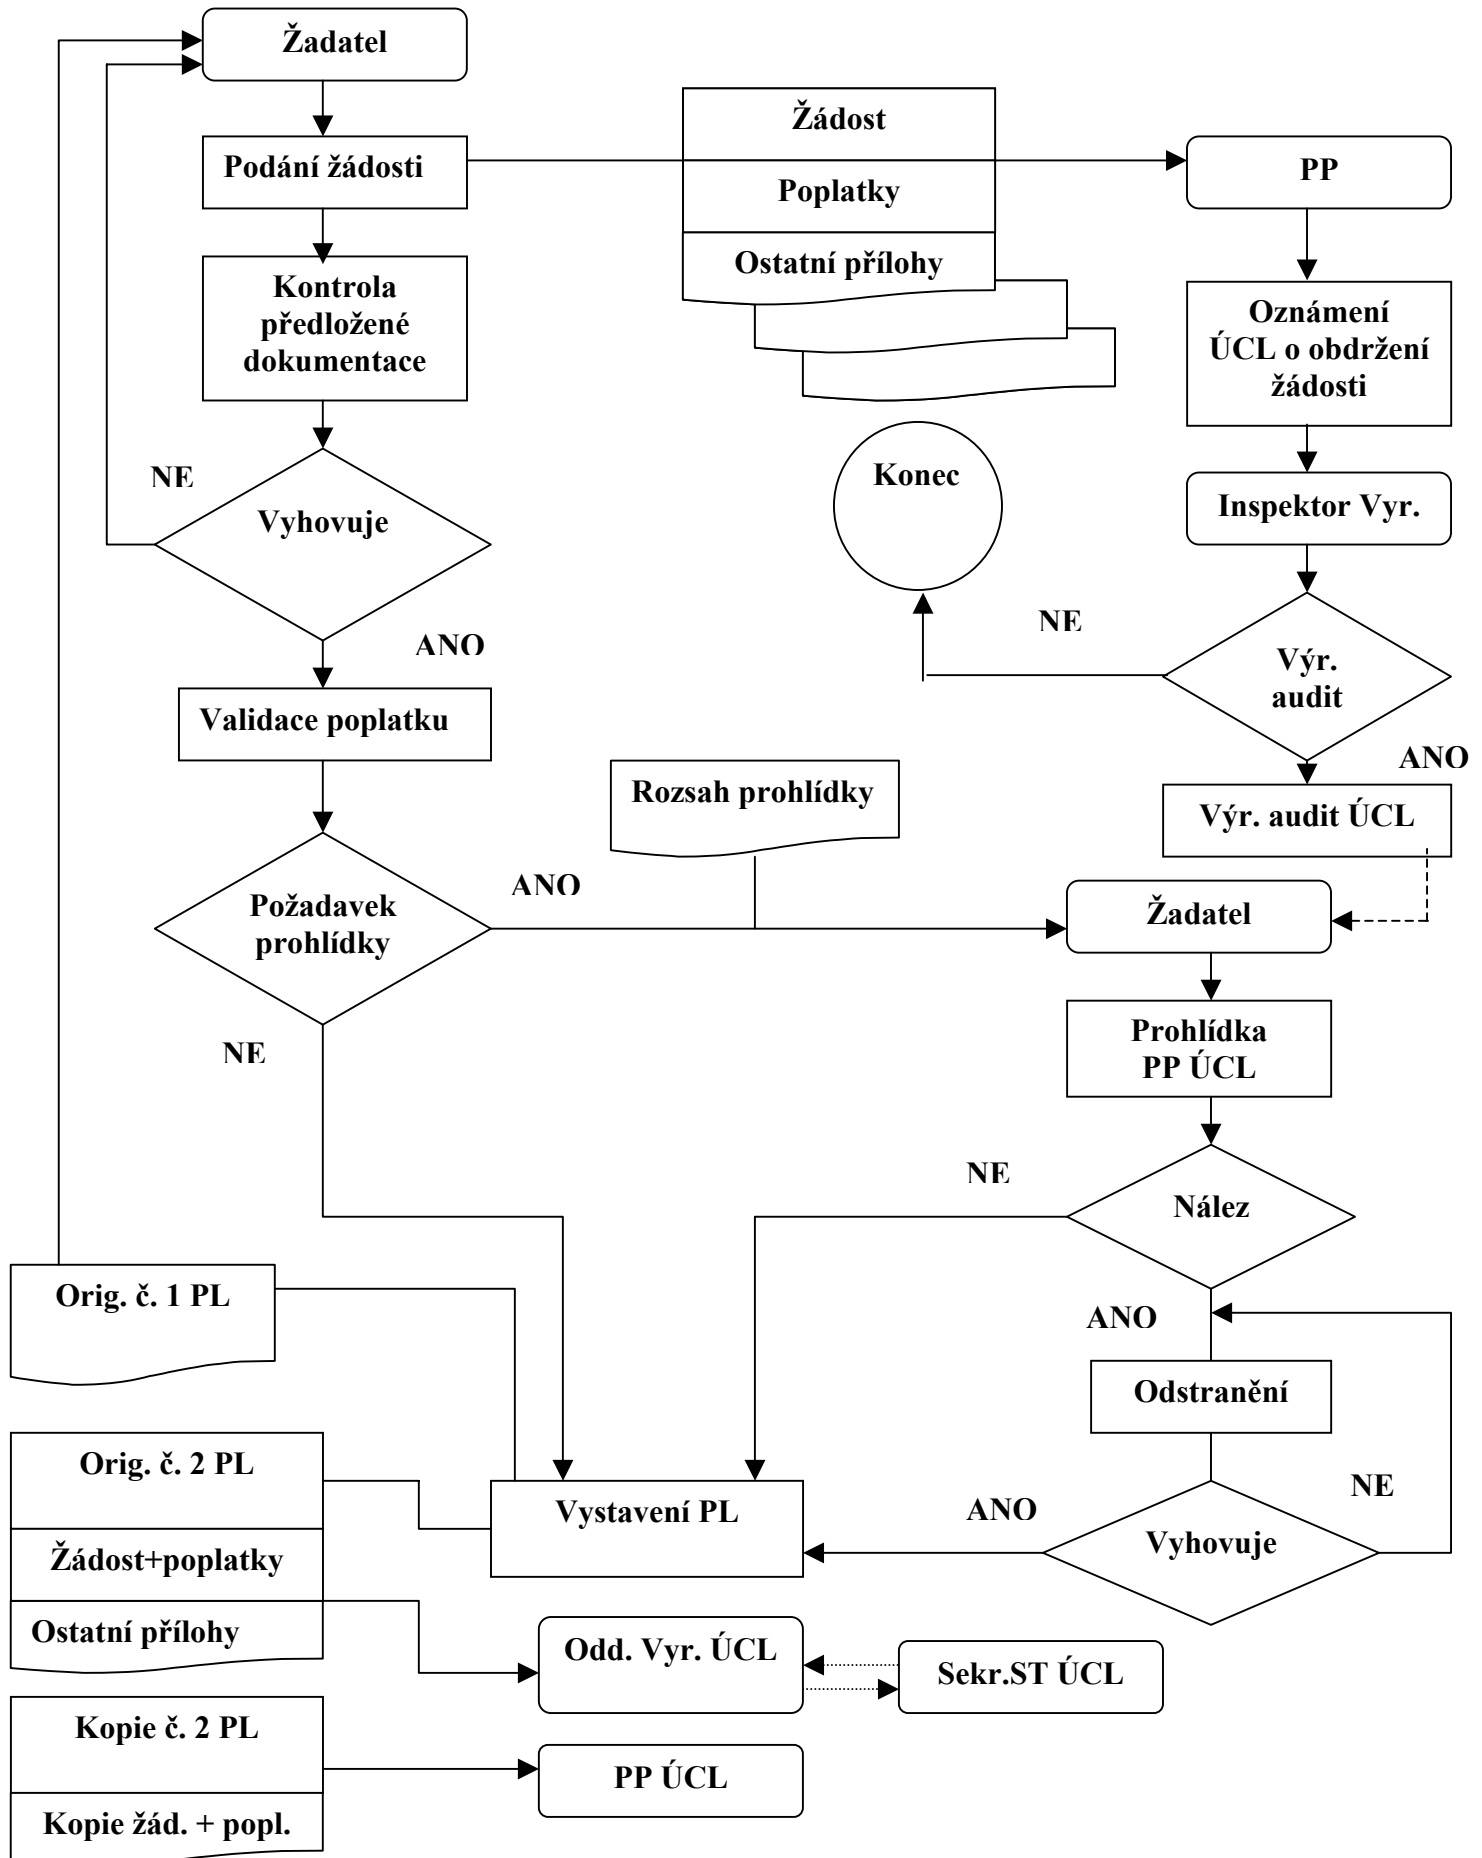 Žadatel
Žádost
Podání žádosti
PP
Poplatky
Ostatní přílohy
Kontrola
předložené
dokumentace
Oznámení
ÚCL o obdržení
žádosti
NE
Konec
Vyhovuje
Inspektor Vyr.
NE
ANO
Výr.
audit
Validace poplatku
ANO
Rozsah prohlídky
Výr. audit ÚCL
ANO
Požadavek
prohlídky
Žadatel
NE
Prohlídka
PP ÚCL
NE
Nález
Orig. č. 1 PL
ANO
Odstranění
Orig. č. 2 PL
NE
Vystavení PL
ANO
Vyhovuje
Žádost+poplatky
Ostatní přílohy
Odd. Vyr. ÚCL
Sekr.ST ÚCL
Kopie č. 2 PL
PP ÚCL
Kopie žád. + popl.